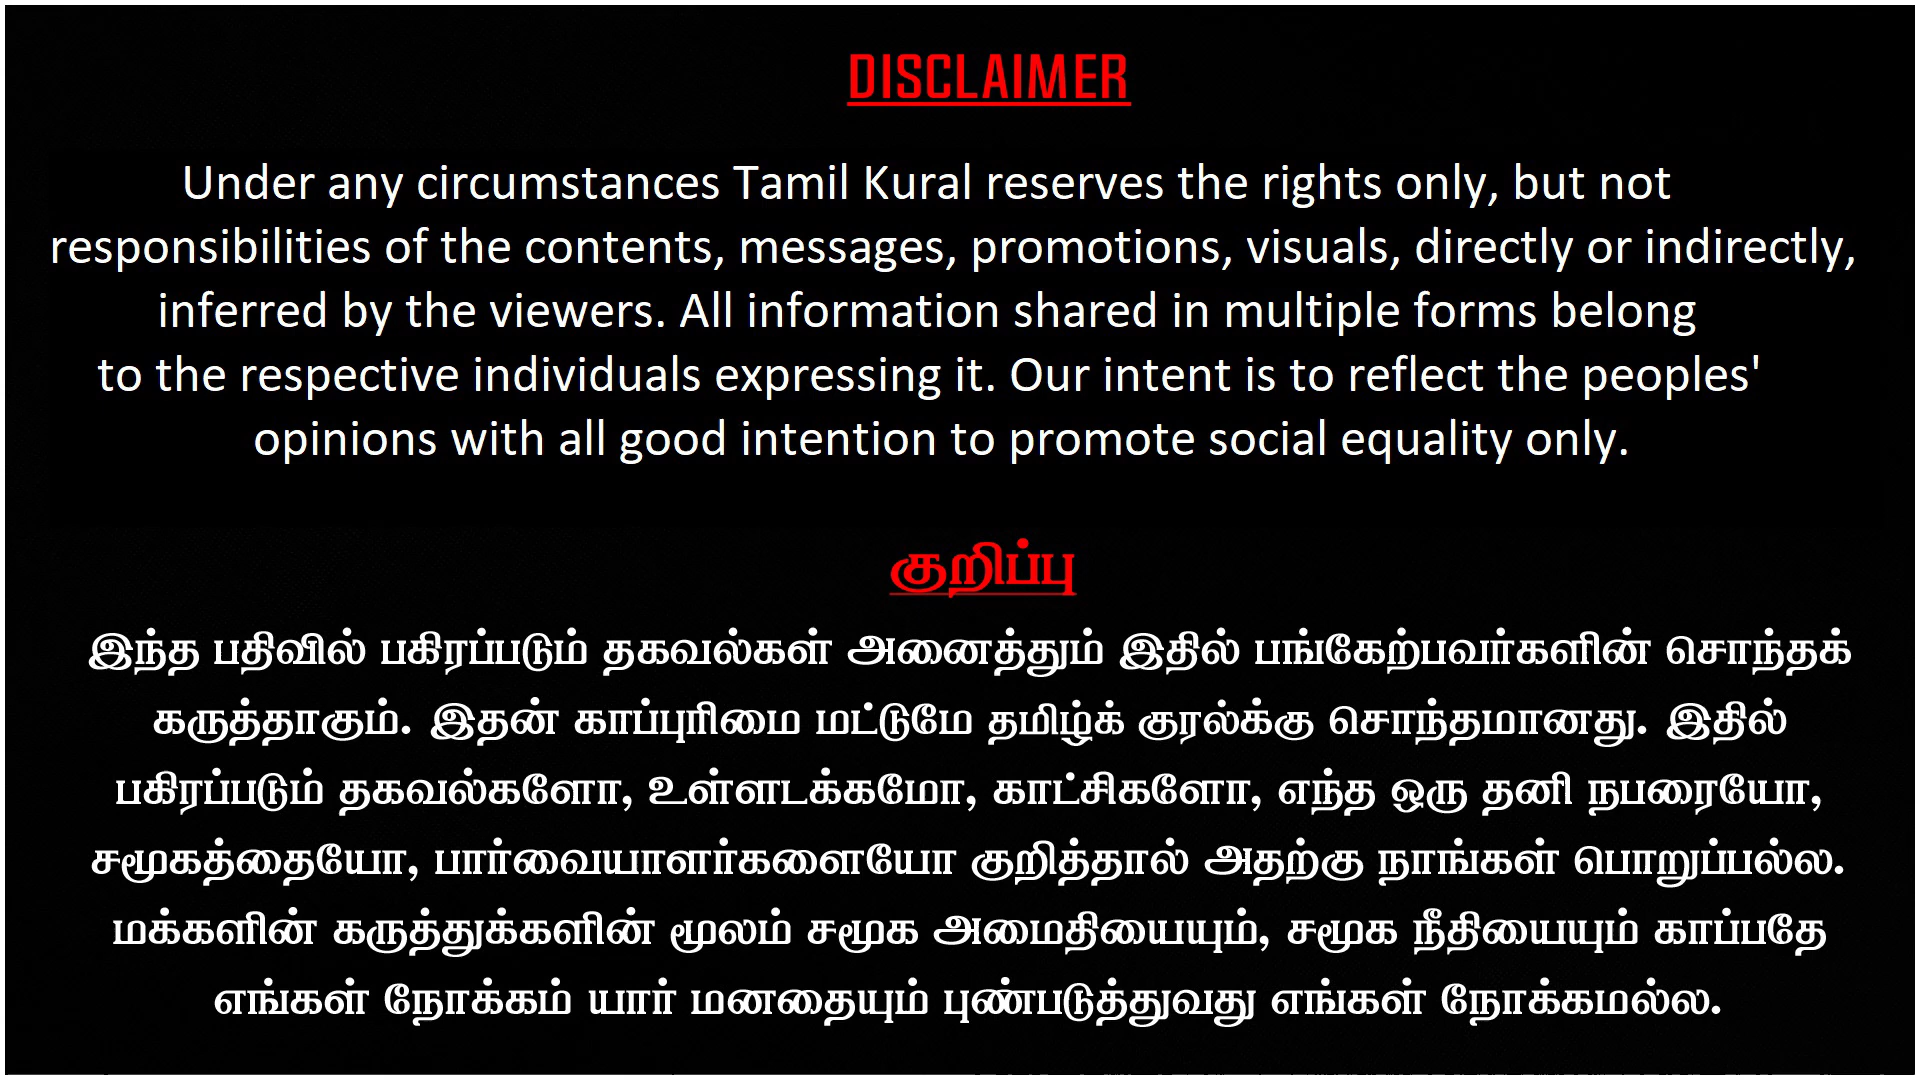 DISCLAIMER
Under any circumstances Tamil Kural reserves the rights only, but not
responsibilities of the contents, messages, promotions, visuals, directly or indirectly,
inferred by the viewers. All information shared in multiple forms belong
to the respective individuals expressing it. Our intent is to reflect the peoples'
opinions with all good intention to promote social equality only.
குறிப்பு
இந்த பதிவில் பகிரப்படும் தகவல்கள் அனைத்தும் இதில் பங்கேற்பவர்களின் சொந்தக்
கருத்தாகும். இதன் காப்புரிமை மட்டுமே தமிழ்க் குரல்க்கு சொந்தமானது. இதில்
பகிரப்படும் தகவல்களோ, உள்ளடக்கமோ, காட்சிகளோ, எந்த ஒரு தனி நபரையோ,
சமூகத்தையோ, பார்வையாளர்களையோ குறித்தால் அதற்கு நாங்கள் பொறுப்பல்ல.
மக்களின் கருத்துக்களின் மூலம் சமூக அமைதியையும், சமூக நீதியையும் காப்பதே
எங்கள் நோக்கம் யார் மனதையும் புண்படுத்துவது எங்கள் நோக்கமல்ல.